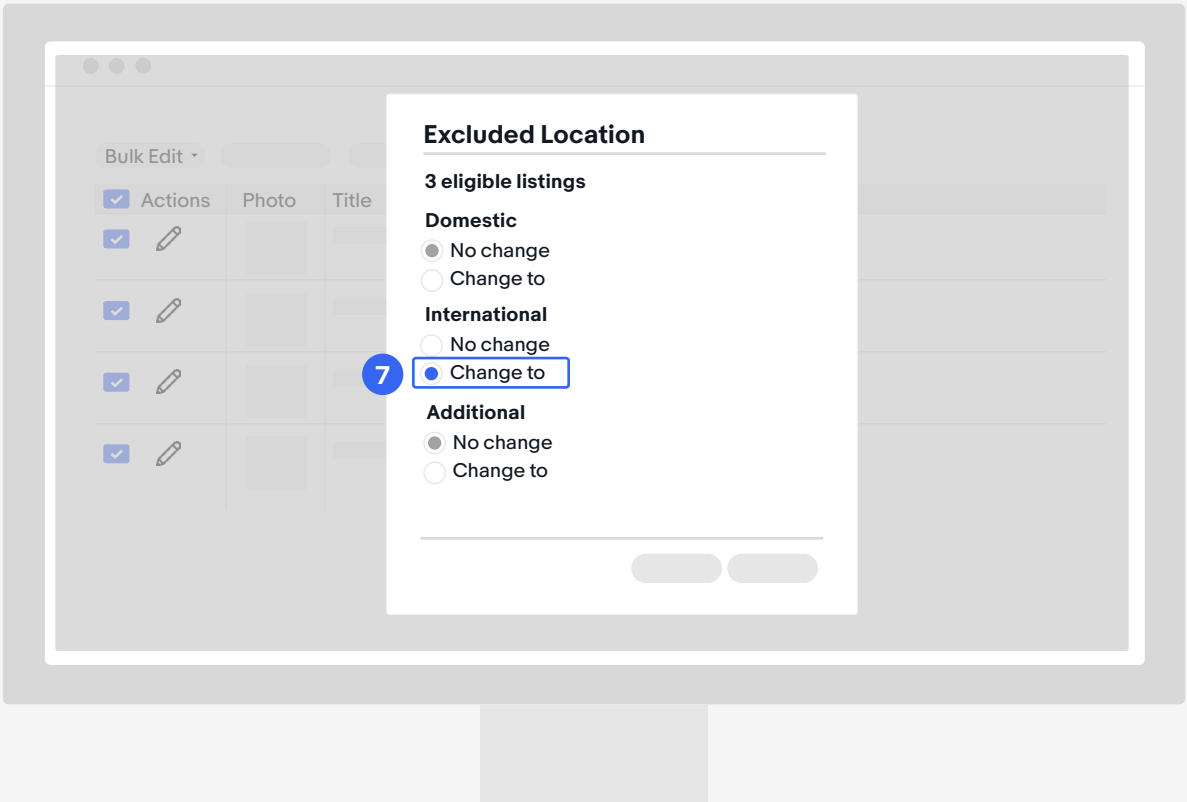 Bulk Edit
Actions Photo Title
Excluded Location
3 eligible listings
Domestic
No change
Change to
International
No change
7 Change to
Additional
No change
Change to